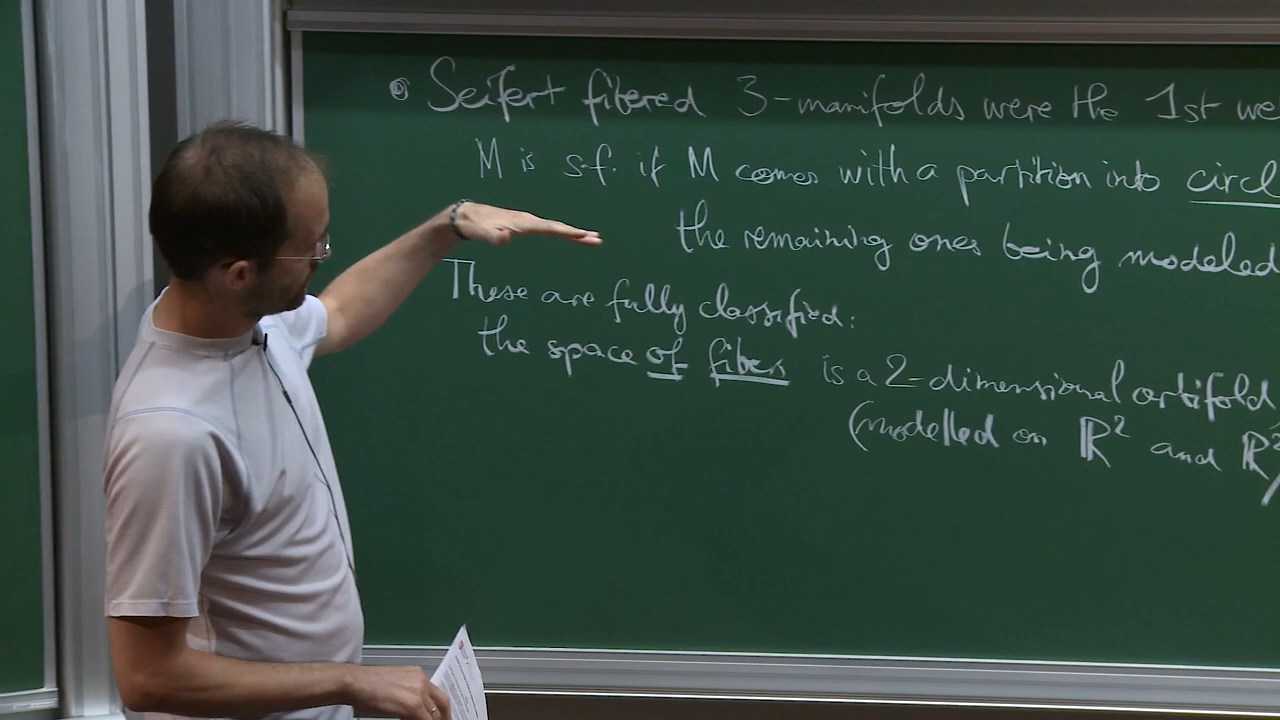 Seifert fibered 3-manifolds were the 1st we
M is s.f. if M comes with a partition into circl
the remaining ones being modeled
These are fully classified:
the space of fibers is a 2-dimensional orbifold
(modelled on ℝ² and ℝ²/